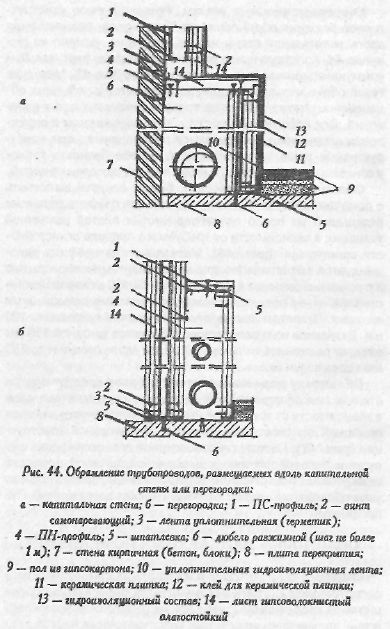 1
2
3
4
5
6
2
14
14
а
13
12
11
10
7
9
8
6
5
1
2
2
4
14
5
б
2
3
5
8
6
Рис. 44. Обрамление трубопроводов, размещаемых вдоль капитальной
стены или перегородки:
а — капитальная стена; б — перегородка; 1 — ПС-профиль; 2 — винт
самонарезающий; 3 — лента уплотнительная (герметик);
4 — ПН-профиль; 5 — шпатлевка; 6 — дюбель разжимной (шаг не более
1 м); 7 — стена кирпичная (бетон, блоки); 8 — плита перекрытия;
9 — пол из гипсокартона; 10 — уплотнительная гидроизоляционная лента;
11 — керамическая плитка; 12 — клей для керамической плитки;
13 — гидроизоляционный состав; 14 — лист гипсоволокнистый
влагостойкий